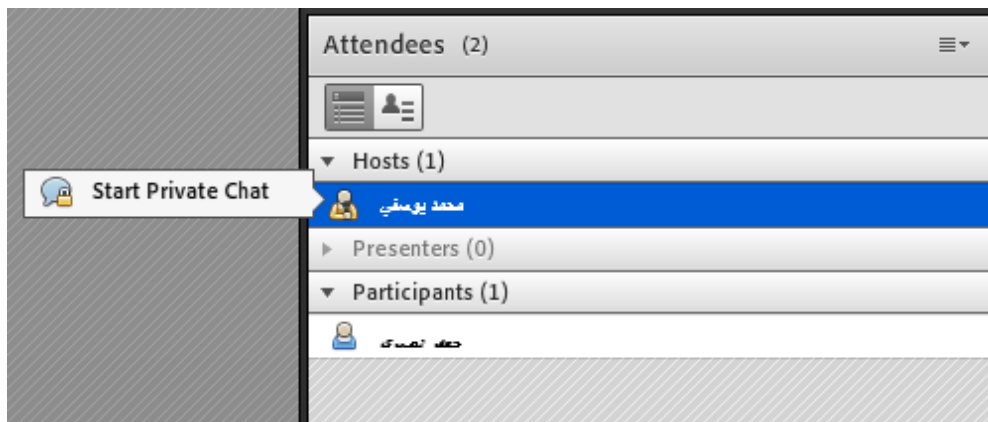 Attendees (2)
Hosts (1)
Start Private Chat
محمد يوسفي
Presenters (0)
Participants (1)